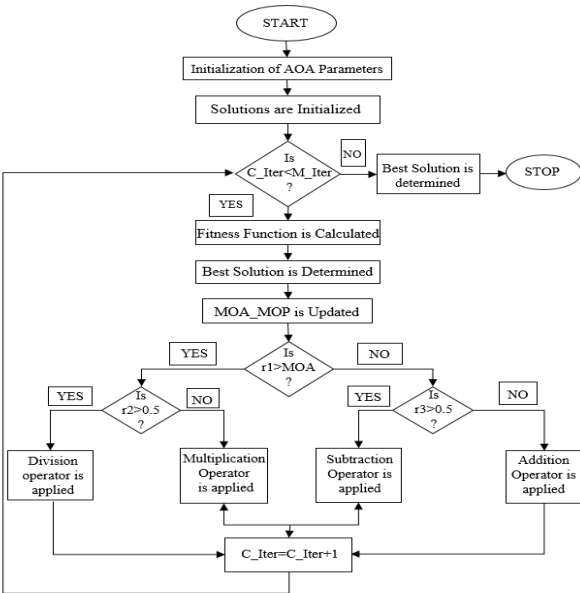 START
Initialization of AOA Parameters
Solutions are Initialized
Is
C_Iter<M_Iter
?
NO
Best Solution is
determined
STOP
YES
Fitness Function is Calculated
Best Solution is Determined
MOA_MOP is Updated
YES
Is
r1>MOA
?
NO
YES
Is
r2>0.5
?
NO
YES
Is
r3>0.5
?
NO
Division
operator is
applied
Multiplication
Operator
is applied
Subtraction
Operator is
applied
Addition
Operator is
applied
C_Iter=C_Iter+1